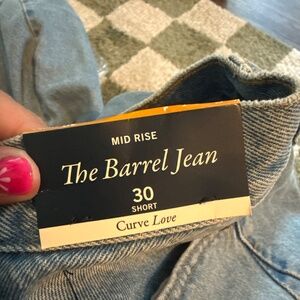 MID RISE
The Barrel Jean
30
SHORT
Curve Love